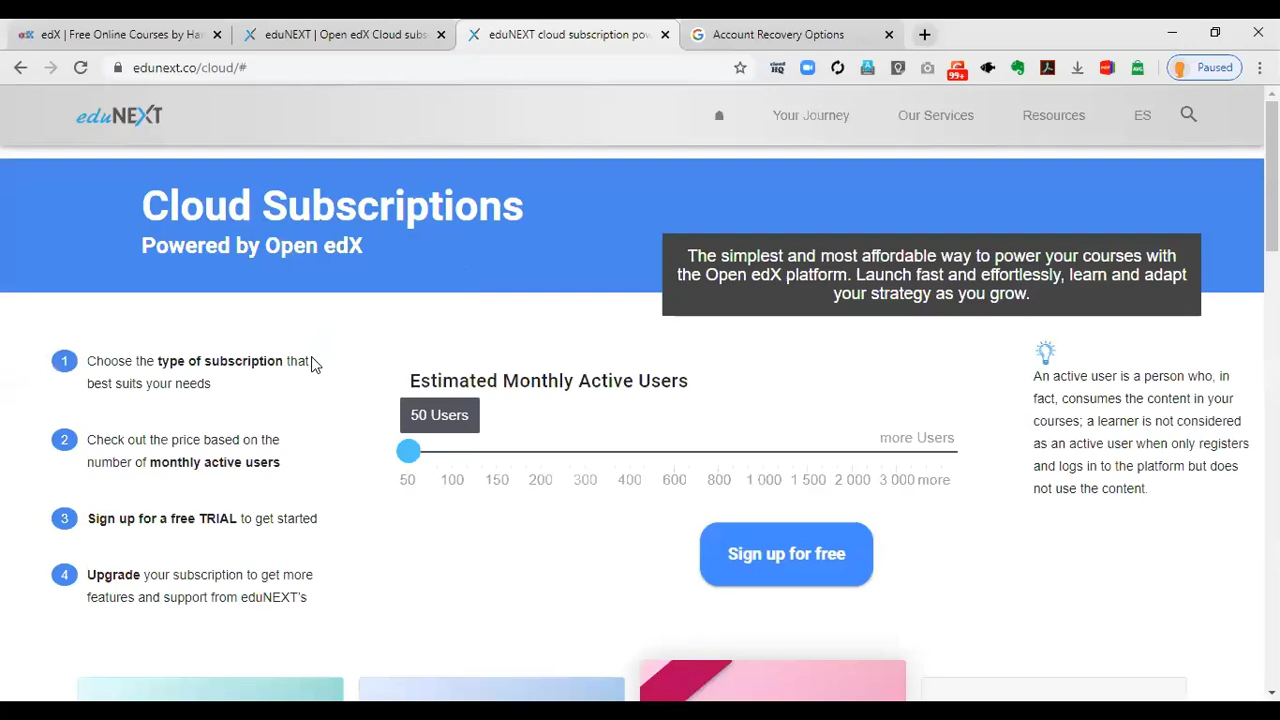 edX | Free Online Courses by Har
eduNEXT | Open edX Cloud subs
eduNEXT cloud subscription pow
Account Recovery Options
edunext.co/cloud/#
99+
Paused
eduNEXT
Your Journey
Our Services
Resources
ES
Cloud Subscriptions
Powered by Open edX
The simplest and most affordable way to power your courses with
the Open edX platform. Launch fast and effortlessly, learn and adapt
your strategy as you grow.
1 Choose the type of subscription that
best suits your needs
2 Check out the price based on the
number of monthly active users
3 Sign up for a free TRIAL to get started
4 Upgrade your subscription to get more
features and support from eduNEXT's
Estimated Monthly Active Users
50 Users
more Users
50 100 150 200 300 400 600 800 1 000 1 500 2 000 3 000 more
Sign up for free
An active user is a person who, in
fact, consumes the content in your
courses; a learner is not considered
as an active user when only registers
and logs in to the platform but does
not use the content.